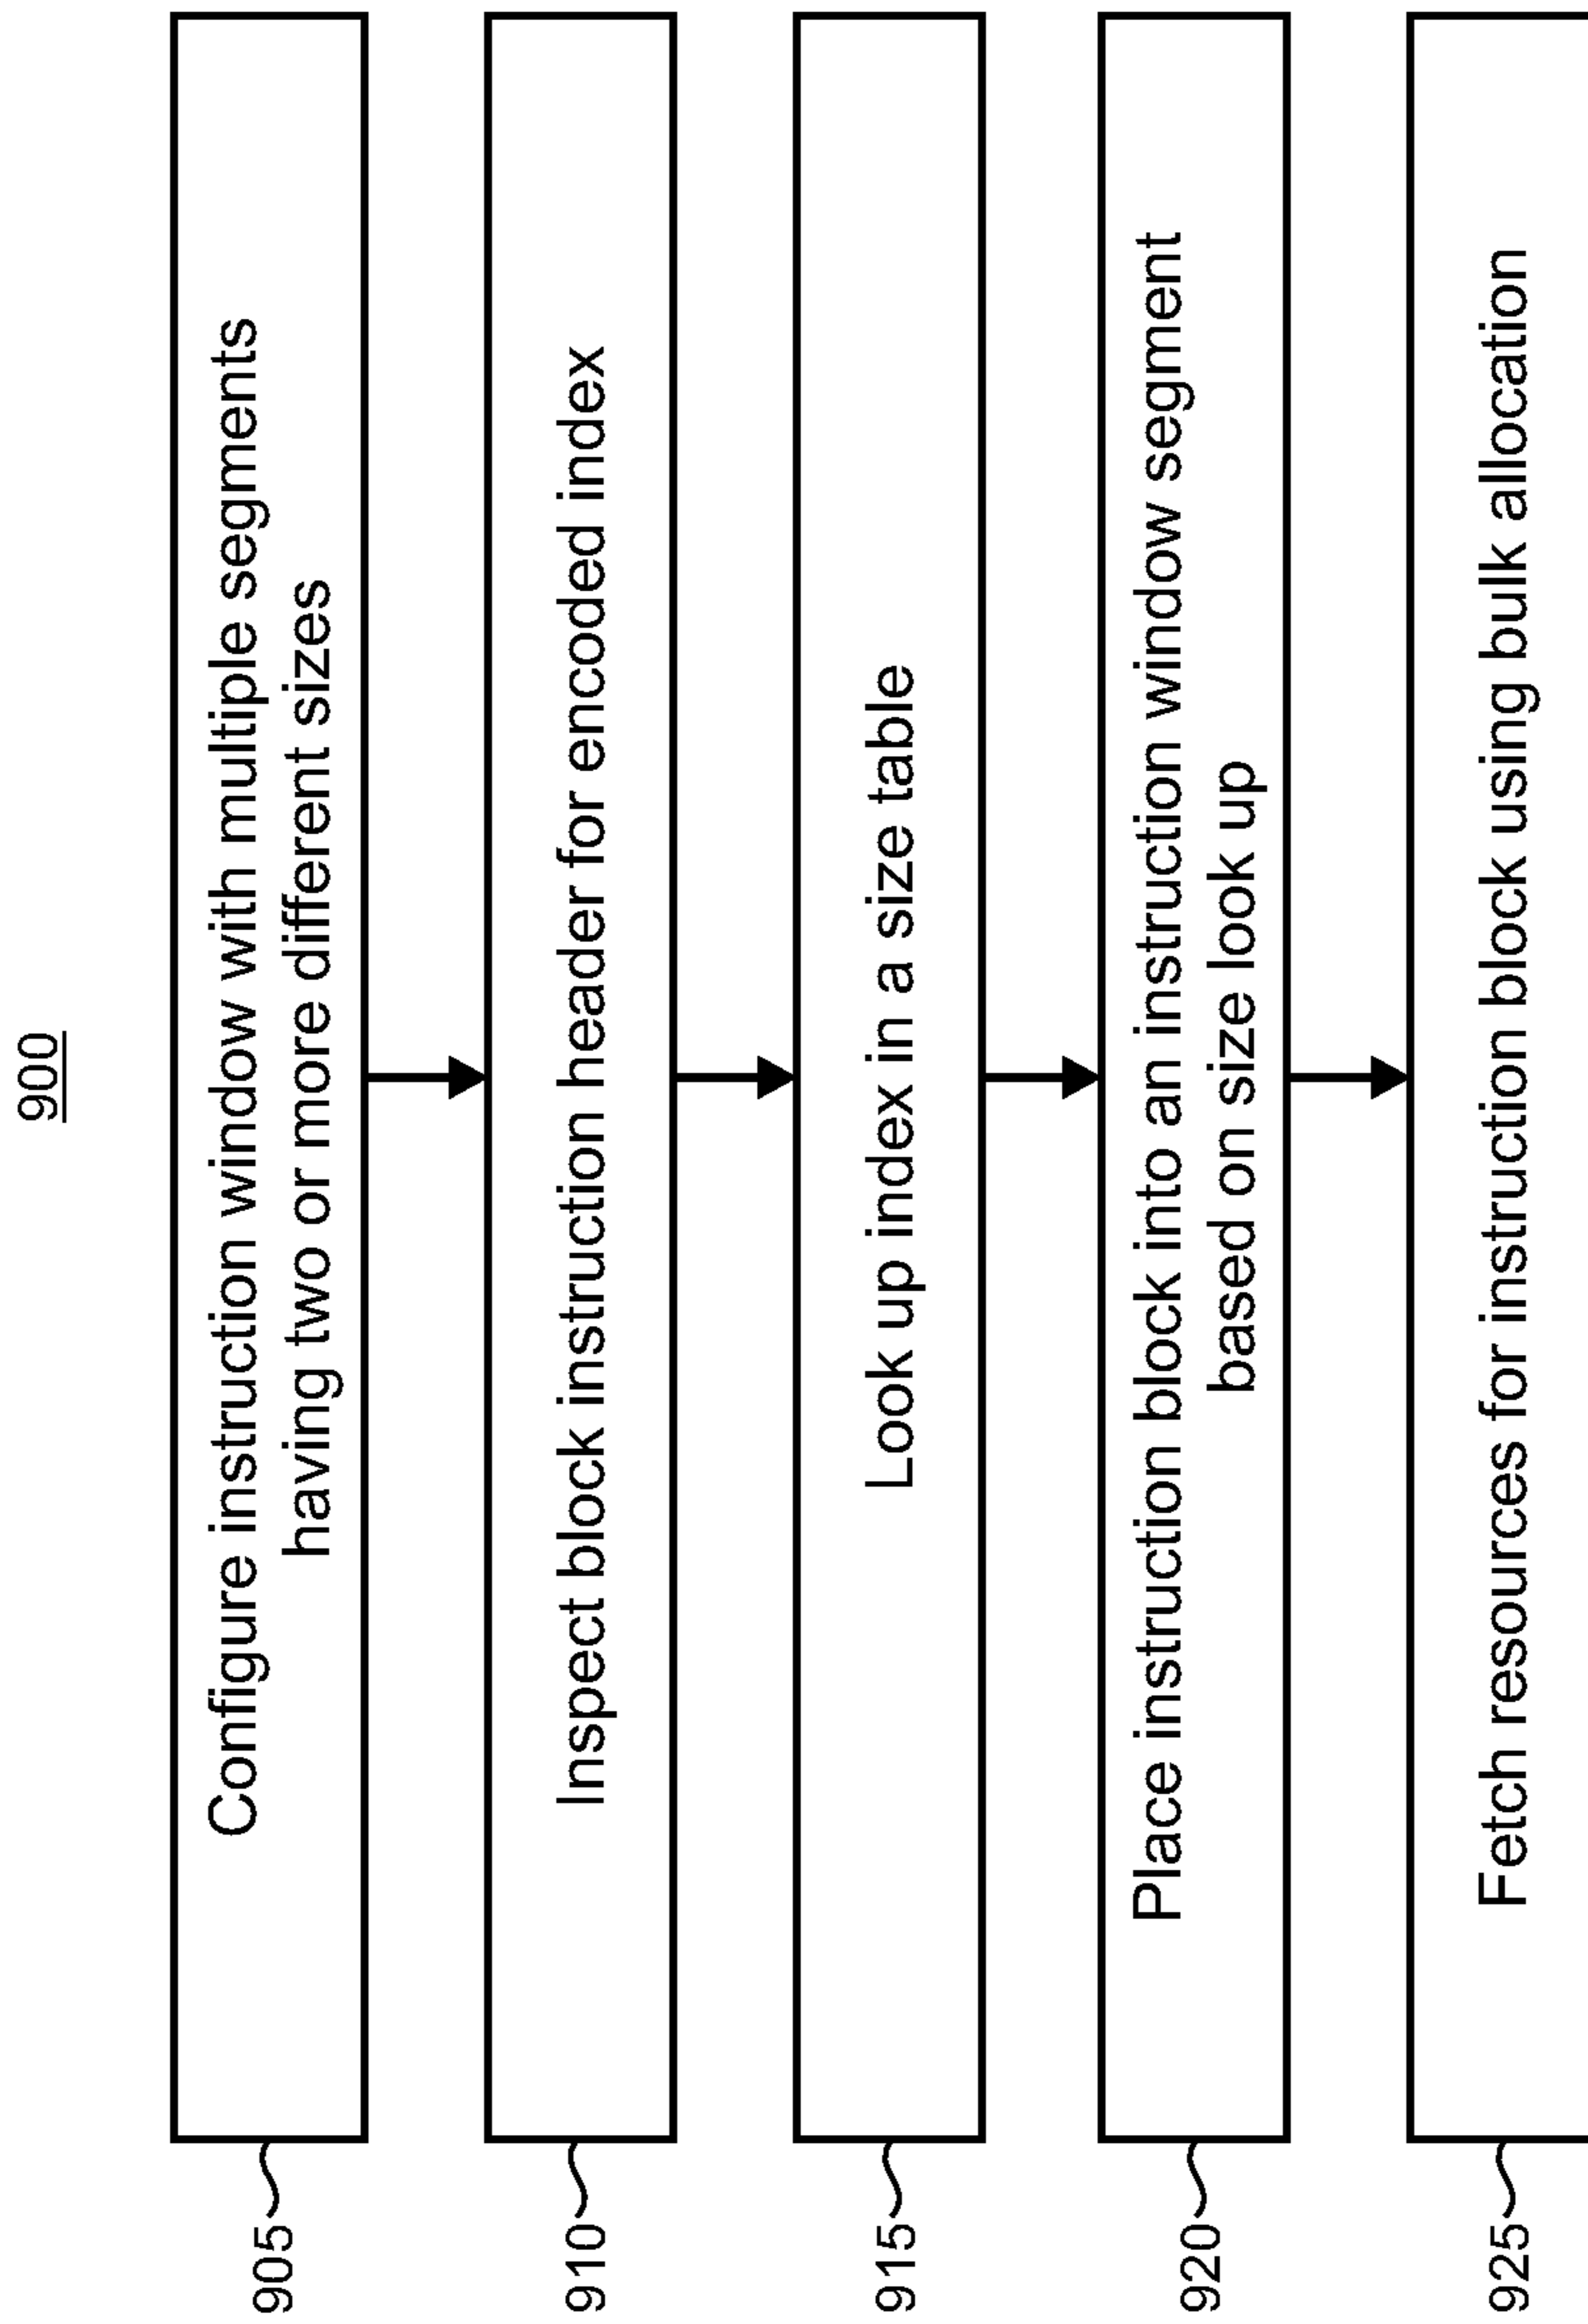 900
905
Configure instruction window with multiple segments
having two or more different sizes
910
Inspect block instruction header for encoded index
915
Look up index in a size table
920
Place instruction block into an instruction window segment
based on size look up
925
Fetch resources for instruction block using bulk allocation